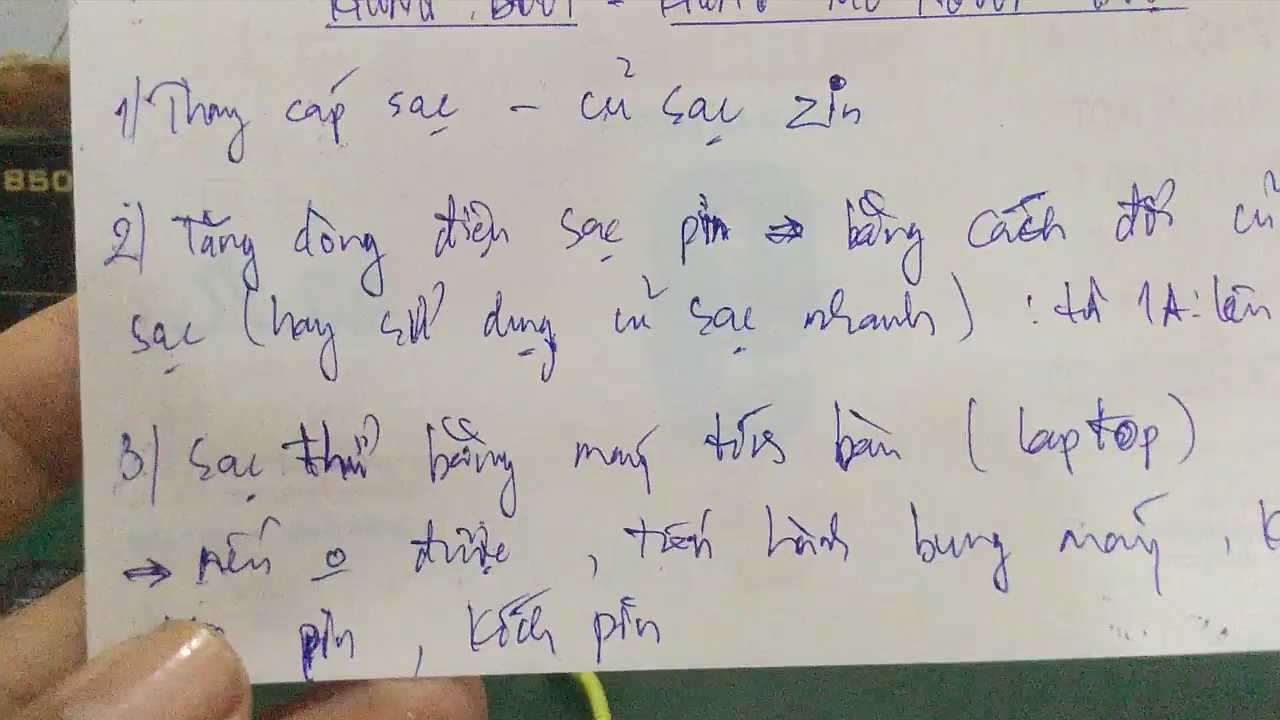 1) Thay cáp sạc - củ sạc zin
850
2) Tăng dòng điện sạc pin ⇒ bằng cách đổi củ
sạc (hay sử dụng củ sạc nhanh) : từ 1A: lên
3) Sạc thử bằng máy tính bàn (laptop)
⇒ nếu o được, tiến hành bung máy,
pin, kích pin